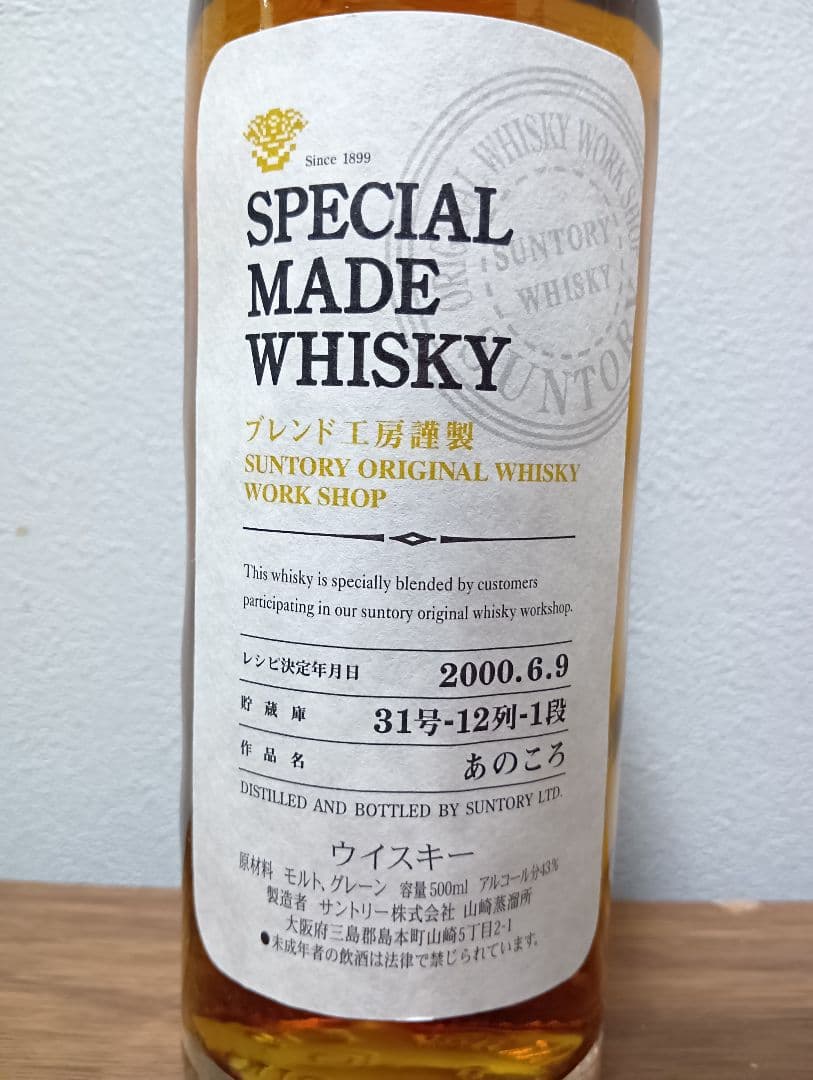 Since 1899
SPECIAL
MADE
WHISKY
ORIGINAL WHISKY WORK SHOP
SUNTORY
WHISKY
SUNTORY
ブレンド工房謹製
SUNTORY ORIGINAL WHISKY
WORK SHOP
This whisky is specially blended by customers
participating in our suntory original whisky workshop.
レシピ決定年月日 2000.6.9
貯蔵庫 31号-12列-1段
作品名 あのころ
DISTILLED AND BOTTLED BY SUNTORY LTD.
ウイスキー
原材料 モルト、グレーン 容量500ml アルコール分43%
製造者 サントリー株式会社 山崎蒸溜所
大阪府三島郡島本町山崎5丁目2-1
●未成年者の飲酒は法律で禁じられています。